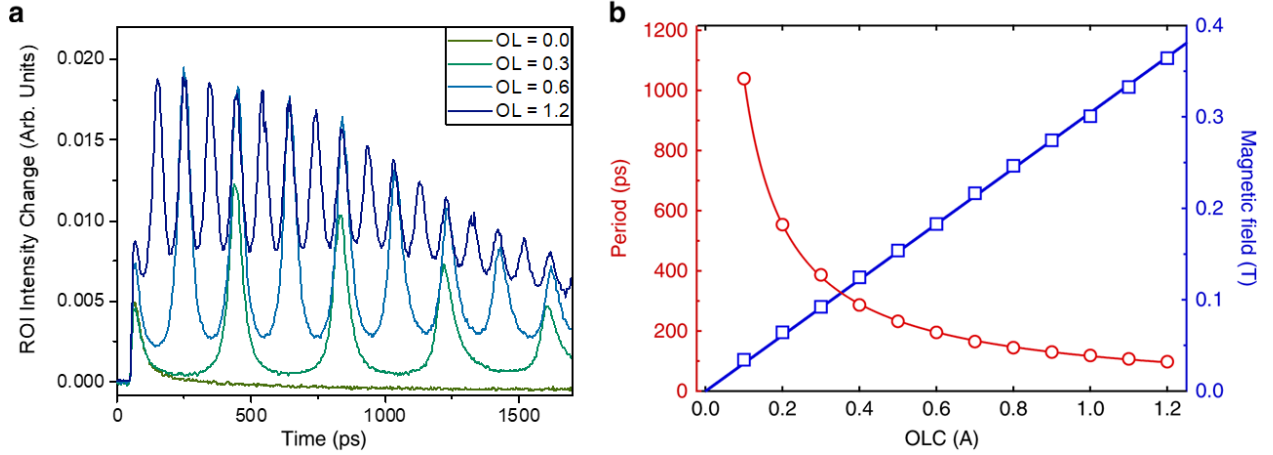 a
ROI Intensity Change (Arb. Units)
0.020
0.015
0.010
0.005
0.000
0
500
1000
1500
Time (ps)
OL = 0.0
OL = 0.3
OL = 0.6
OL = 1.2
b
Period (ps)
1200
1000
800
600
400
200
0
0.0
0.2
0.4
0.6
0.8
1.0
1.2
OLC (A)
0.4
0.3
0.2
0.1
0.0
Magnetic field (T)